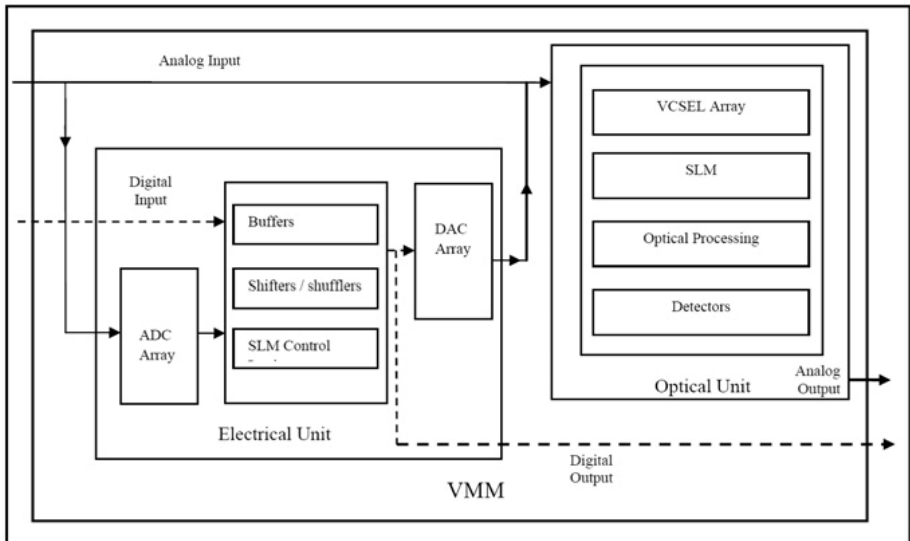 Analog Input
VCSEL Array
SLM
Optical Processing
Detectors
Analog
Output
Optical Unit
Digital
Input
Buffers
Shifters / shufflers
SLM Control
DAC
Array
ADC
Array
Electrical Unit
Digital
Output
VMM